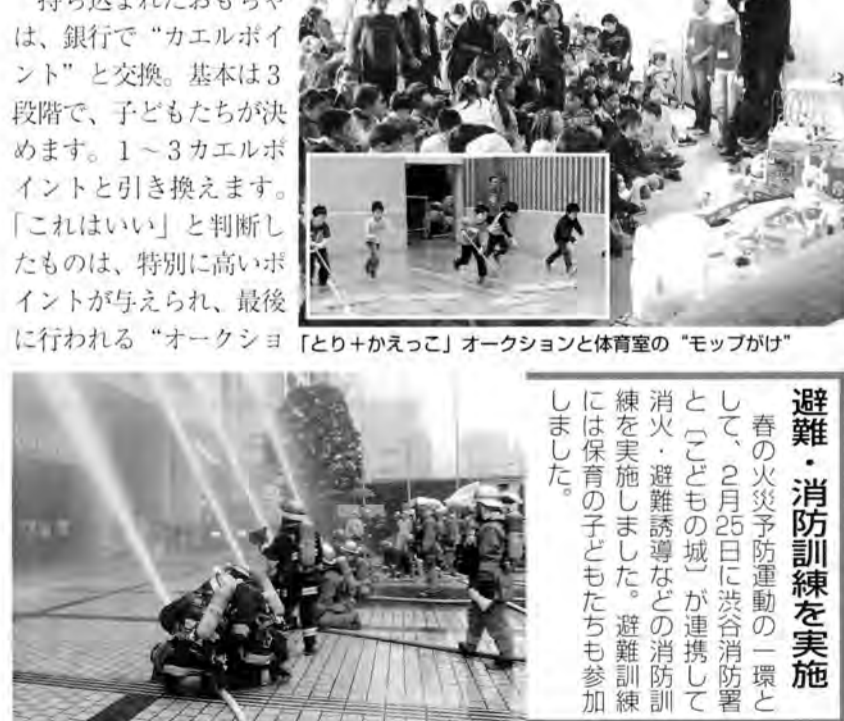 持ち込まれたおもちゃ
は、銀行で“カエルポイ
ント”と交換。基本は3
段階で、子どもたちが決
めます。1～3カエルポ
イントと引き換えます。
「これはいい」と判断し
たものは、特別に高いポ
イントが与えられ、最後
に行われる“オークショ
「とり＋かえっこ」オークションと体育室の“モップがけ”
避難・消防訓練を実施
春の火災予防運動の一環と
して、2月25日に渋谷消防署
と〔こどもの城〕が連携して
消火・避難誘導などの消防訓
練を実施しました。避難訓練
には保育の子どもたちも参加
しました。